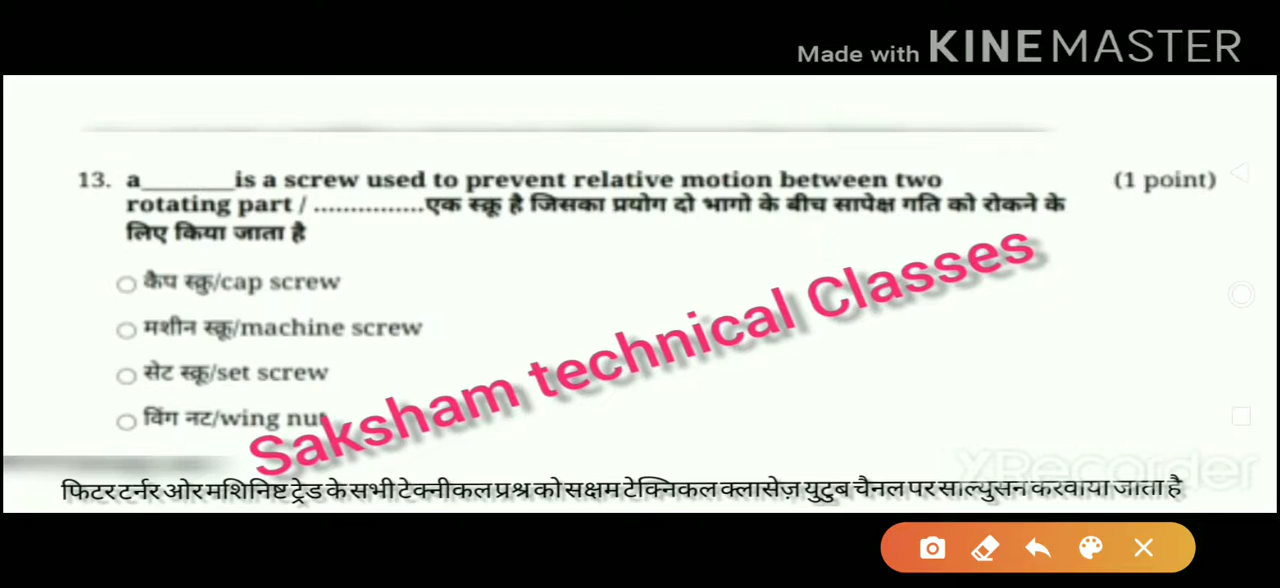 Made with KINEMASTER
13. a_______is a screw used to prevent relative motion between two (1 point)
rotating part / ...............एक स्क्रू है जिसका प्रयोग दो भागो के बीच सापेक्ष गति को रोकने के
लिए किया जाता है
कैप स्क्रु/cap screw
मशीन स्क्रू/machine screw
सेट स्क्रू/set screw
विंग नट/wing nut
Saksham technical Classes
XRecorder
फिटर टर्नर ओर मशिनिष्ट ट्रेड के सभी टेक्नीकल प्रश्न को सक्षम टेक्निकल क्लासेज़ युटुब चैनल पर साल्युसन करवाया जाता है